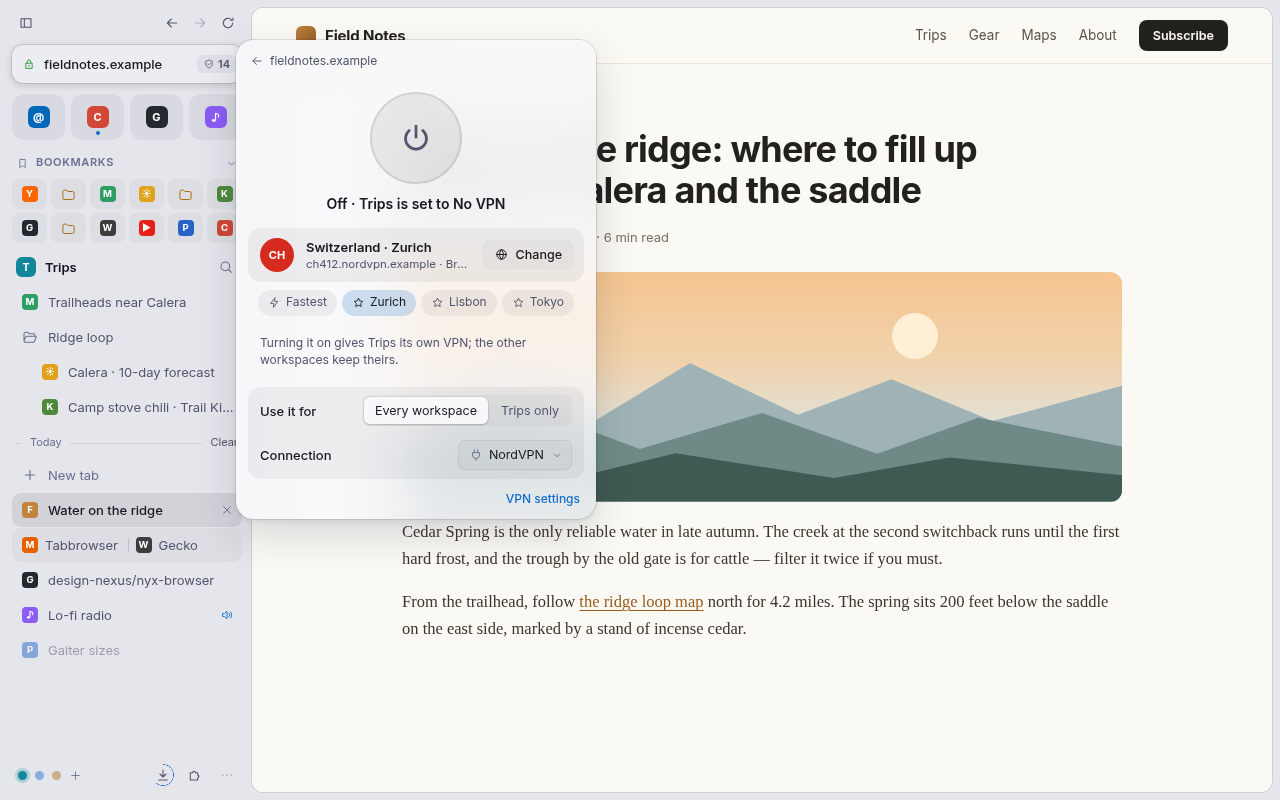 fieldnotes.example
14
@
C
G
BOOKMARKS
Y
M
K
G
W
P
C
T Trips
M Trailheads near Calera
Ridge loop
Calera · 10-day forecast
K Camp stove chili · Trail Ki...
Today
Clear
New tab
F Water on the ridge
M Tabbrowser
W Gecko
G design-nexus/nyx-browser
Lo-fi radio
P Gaiter sizes
fieldnotes.example
Off · Trips is set to No VPN
CH
Switzerland · Zurich
ch412.nordvpn.example · Br...
Change
Fastest
Zurich
Lisbon
Tokyo
Turning it on gives Trips its own VPN; the other
workspaces keep theirs.
Use it for
Every workspace
Trips only
Connection
NordVPN
VPN settings
Field Notes
Trips
Gear
Maps
About
Subscribe
e ridge: where to fill up
alera and the saddle
· 6 min read
Cedar Spring is the only reliable water in late autumn. The creek at the second switchback runs until the first
hard frost, and the trough by the old gate is for cattle — filter it twice if you must.
From the trailhead, follow the ridge loop map north for 4.2 miles. The spring sits 200 feet below the saddle
on the east side, marked by a stand of incense cedar.